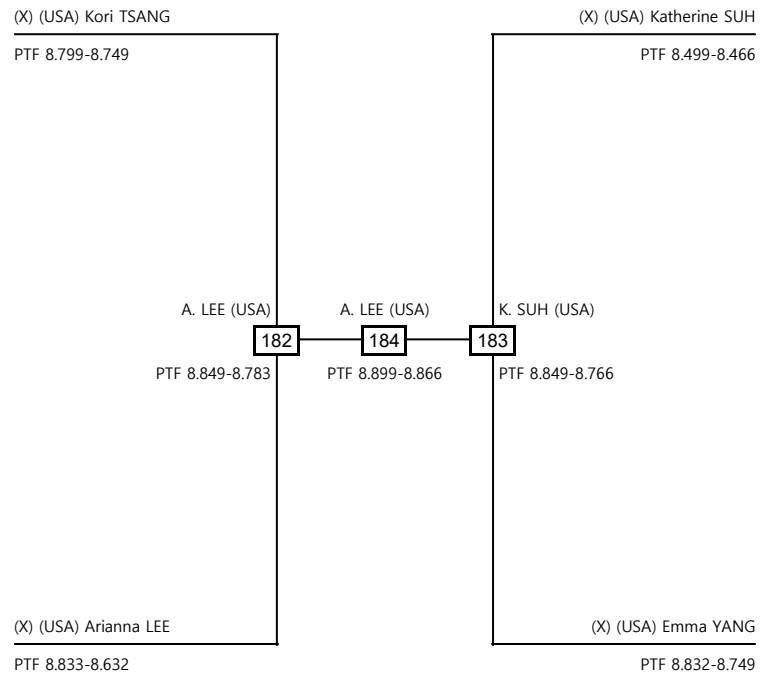 (X) (USA) Kori TSANG
(X) (USA) Katherine SUH
PTF 8.799-8.749
PTF 8.499-8.466
A. LEE (USA)
A. LEE (USA)
K. SUH (USA)
182
184
183
PTF 8.849-8.783
PTF 8.899-8.866
PTF 8.849-8.766
(X) (USA) Arianna LEE
(X) (USA) Emma YANG
PTF 8.833-8.632
PTF 8.832-8.749